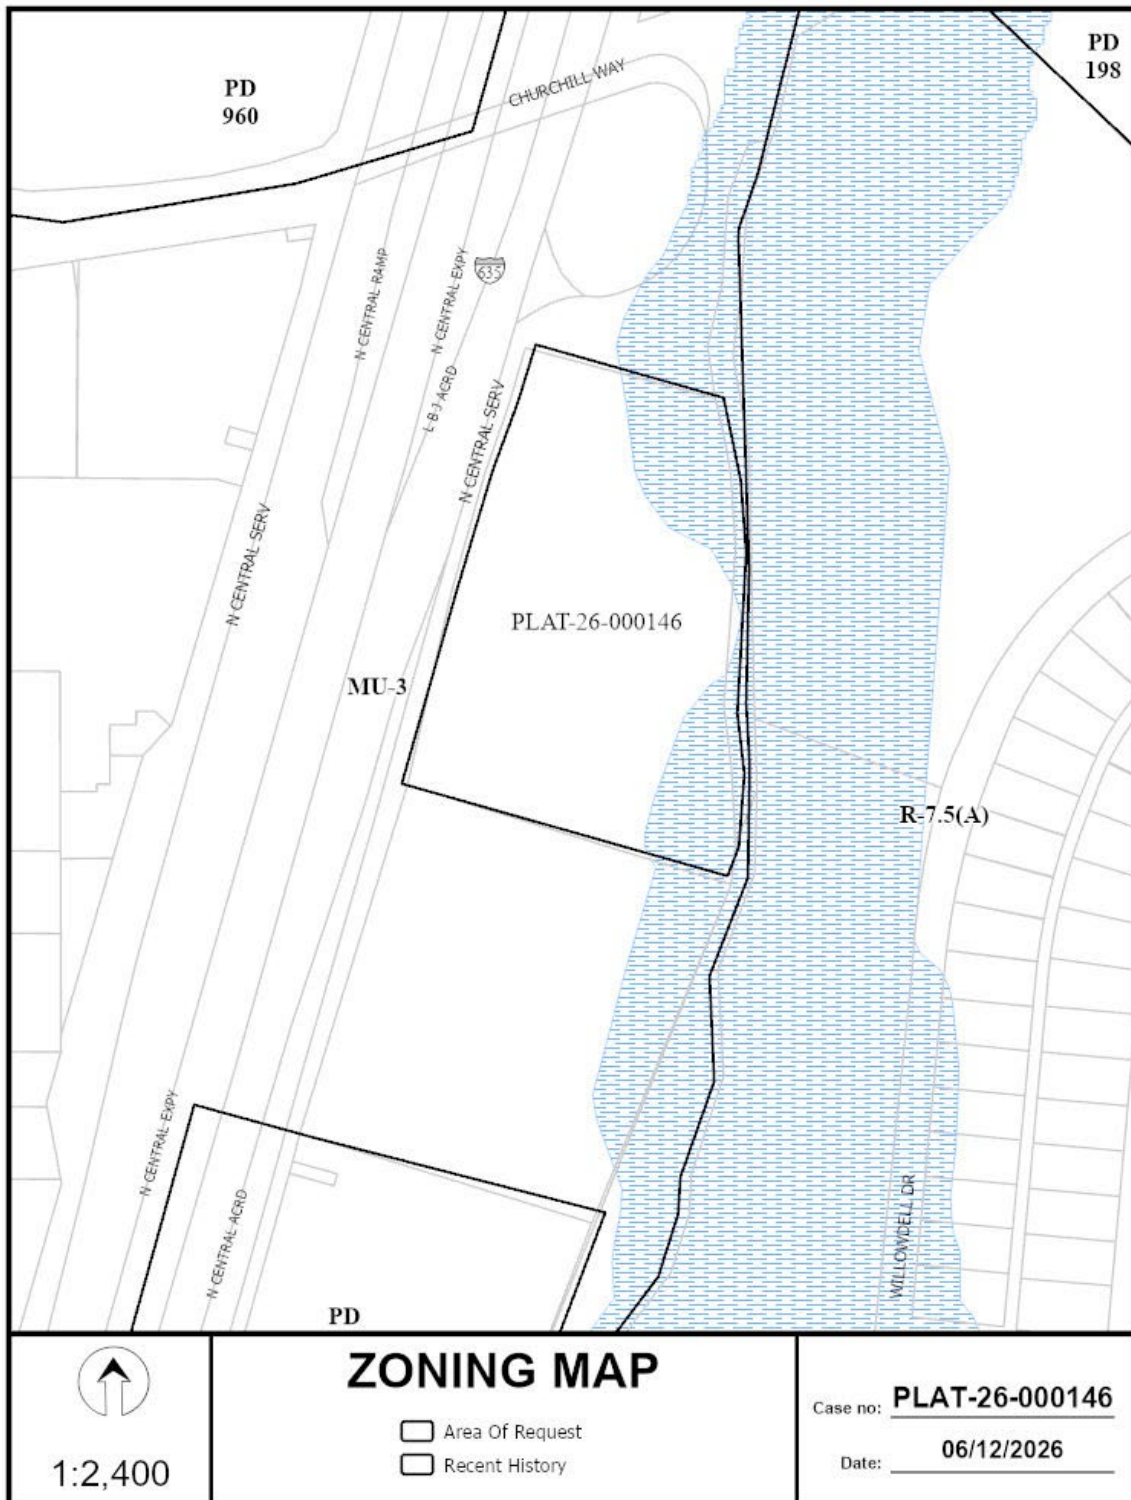 PD
198
PD
960
CHURCHILL WAY
N CENTRAL RAMP
N CENTRAL EXPY
635
L B J ACRD
N CENTRAL SERV
N CENTRAL SERV
PLAT-26-000146
MU-3
R-7.5(A)
N CENTRAL EXPY
N CENTRAL ACRD
WILLOWDELL DR
PD
1:2,400
ZONING MAP
Area Of Request
Recent History
Case no: PLAT-26-000146
Date: 06/12/2026